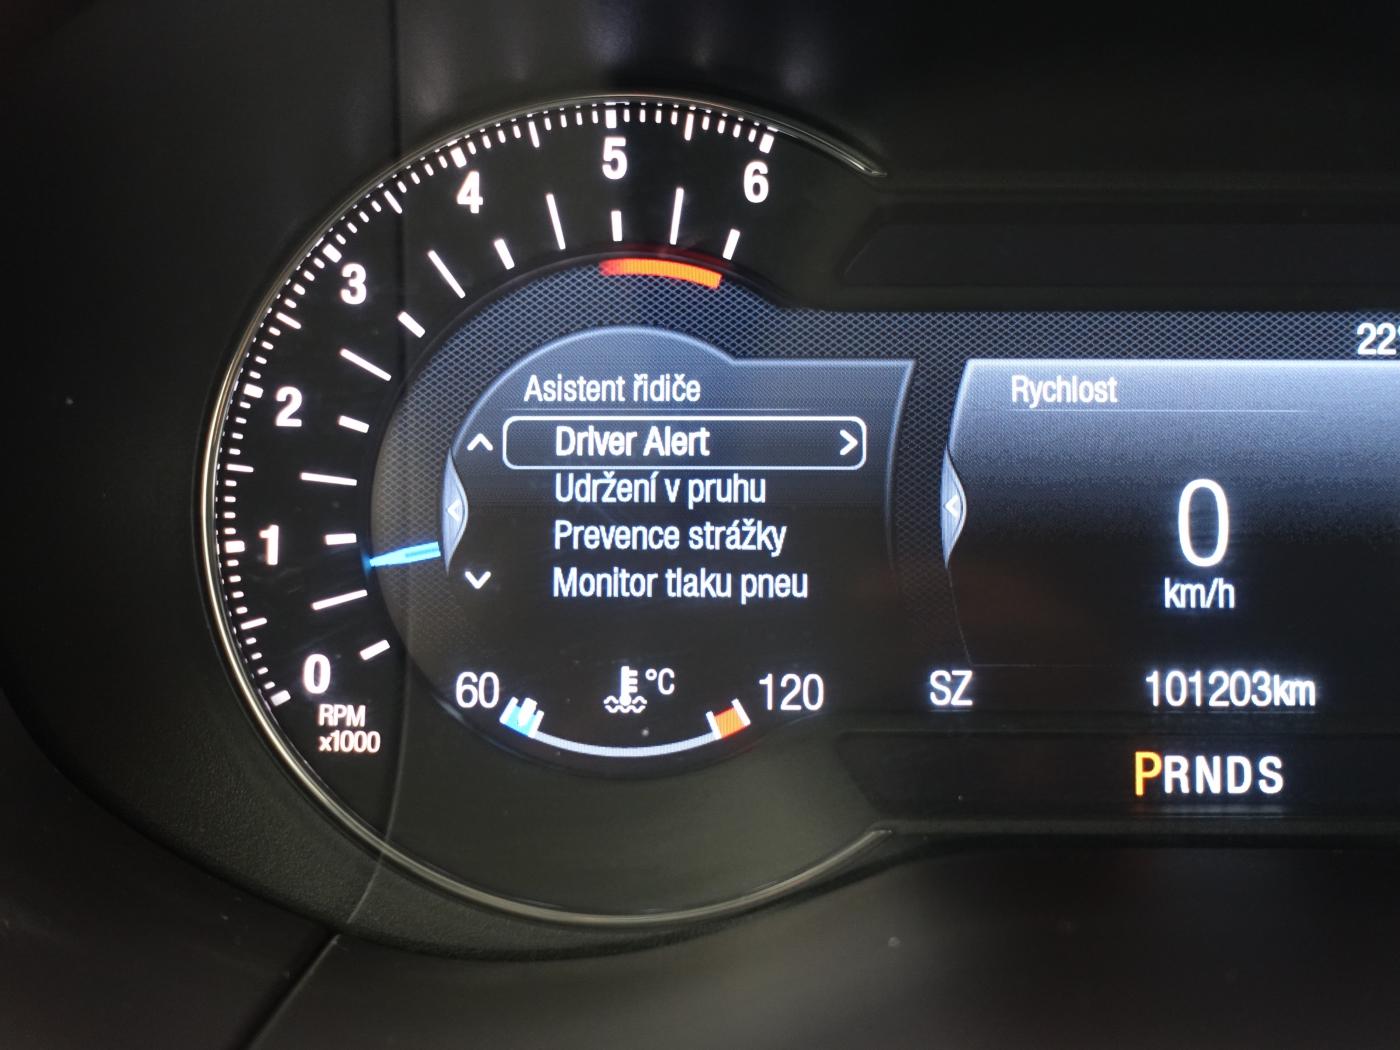 6
5
4
3
2
1
0
RPM
x1000
Asistent řidiče
Driver Alert
Udržení v pruhu
Prevence strážky
Monitor tlaku pneu
60
°C
120
22°
Rychlost
0
km/h
SZ
101203km
PRNDS